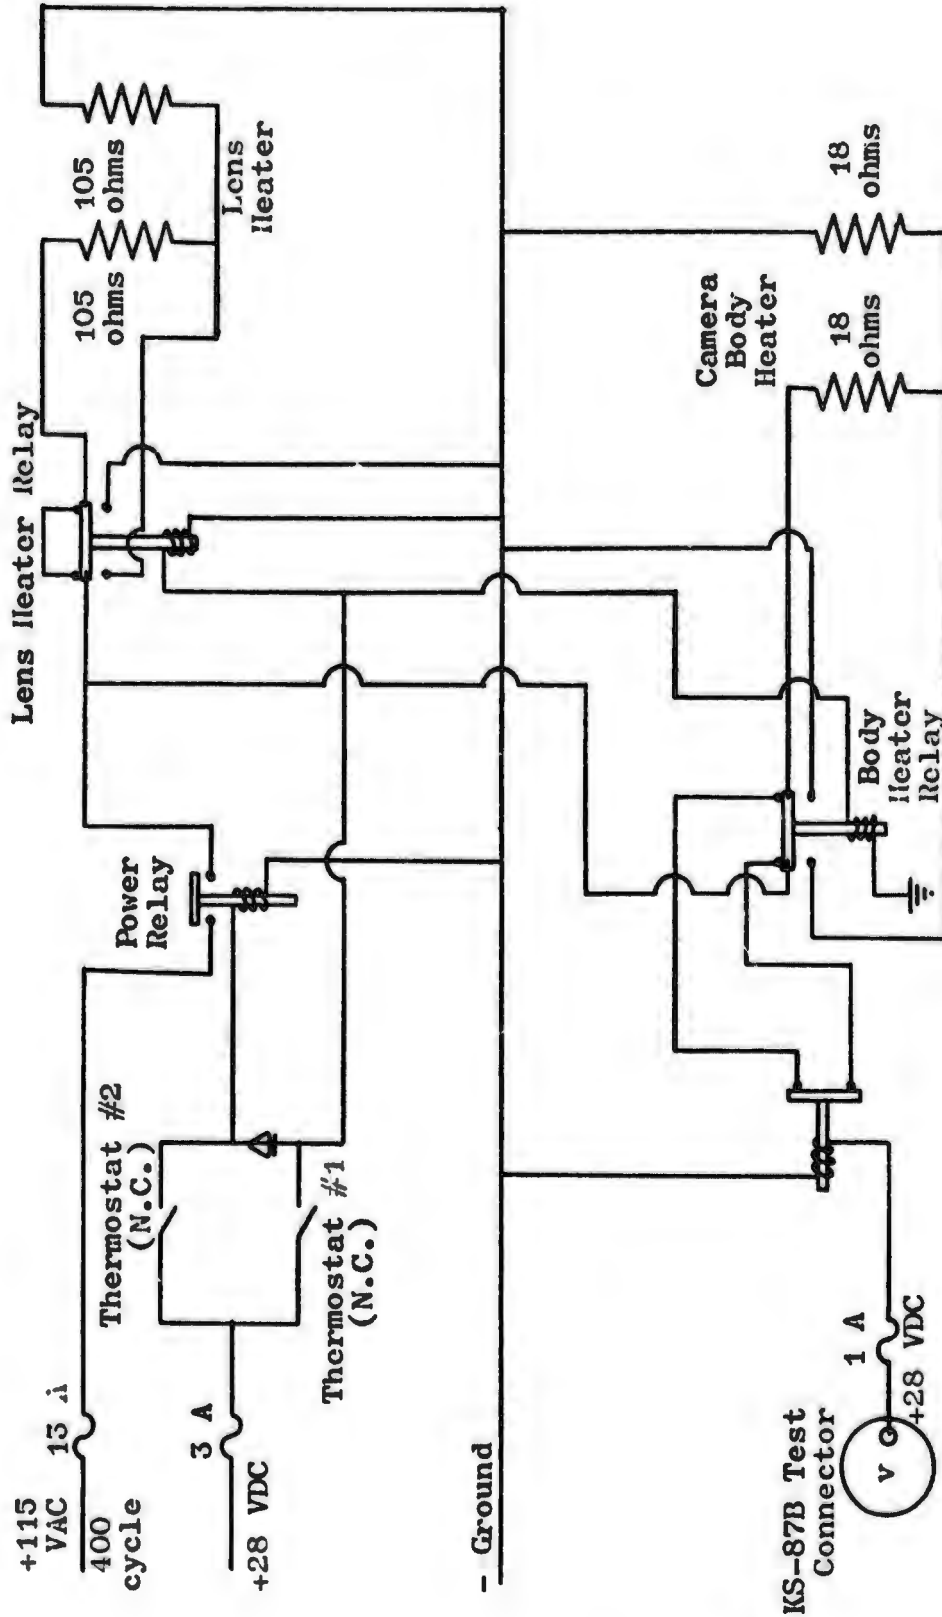 +115
VAC
400
cycle
3 A
+28 VDC
Thermostat #2
(N.C.)
Thermostat #1
(N.C.)
Power
Relay
Lens Heater Relay
105
ohms
105
ohms
Lens
Heater
- Ground
KS-87B Test
Connector
V
1 A
+28 VDC
Body
Heater
Relay
Camera
Body
Heater
18
ohms
18
ohms